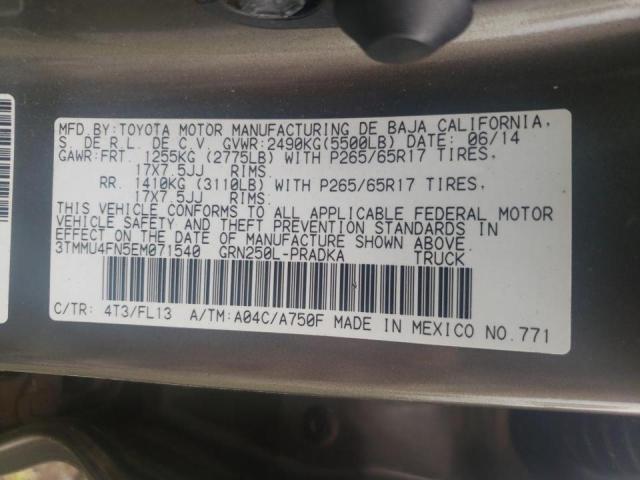 MFD BY:TOYOTA MOTOR MANUFACTURING DE BAJA CALIFORNIA,
S. DE R.L. DE C.V. GVWR:2490KG(5500LB) DATE: 06/14
GAWR:FRT. 1255KG (2775LB) WITH P265/65R17 TIRES,
17X7.5JJ RIMS.
RR. 1410KG (3110LB) WITH P265/65R17 TIRES,
17X7.5JJ RIMS.
THIS VEHICLE CONFORMS TO ALL APPLICABLE FEDERAL MOTOR
VEHICLE SAFETY AND THEFT PREVENTION STANDARDS IN
EFFECT ON THE DATE OF MANUFACTURE SHOWN ABOVE.
3TMMU4FN5EM071540 GRN250L-PRADKA TRUCK
C/TR: 4T3/FL13 A/TM:A04C/A750F MADE IN MEXICO NO.771